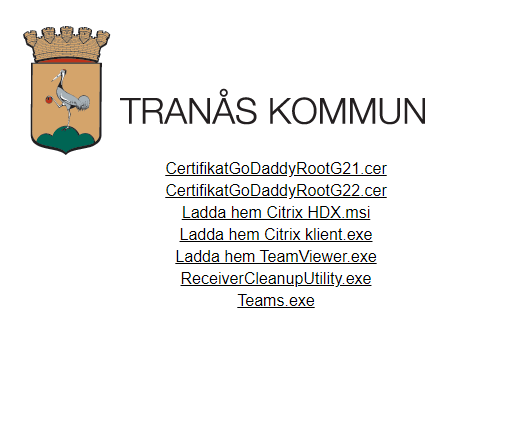 TRANÅS KOMMUN
CertifikatGoDaddyRootG21.cer
CertifikatGoDaddyRootG22.cer
Ladda hem Citrix HDX.msi
Ladda hem Citrix klient.exe
Ladda hem TeamViewer.exe
ReceiverCleanupUtility.exe
Teams.exe